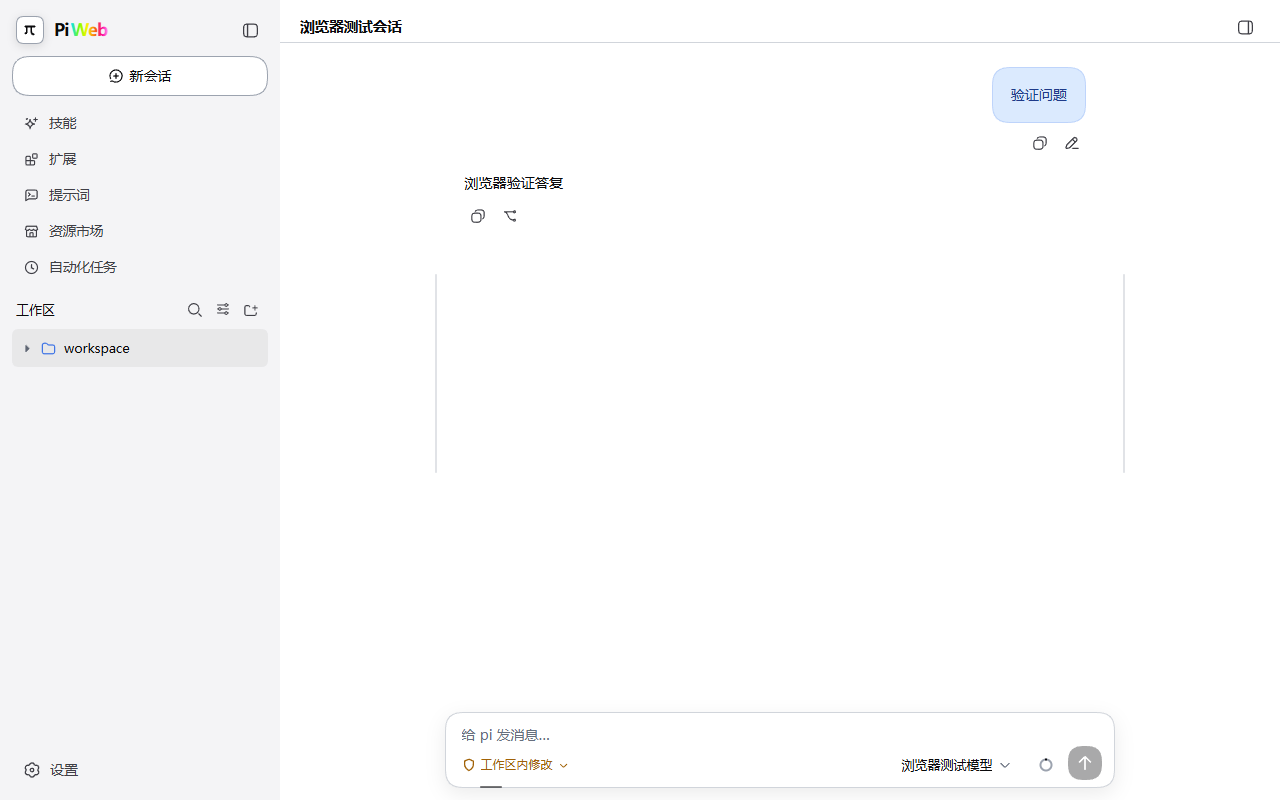 π PiWeb
新会话
技能
扩展
提示词
资源市场
自动化任务
工作区
workspace
设置
浏览器测试会话
验证问题
浏览器验证答复
给 pi 发消息...
工作区内修改
浏览器测试模型